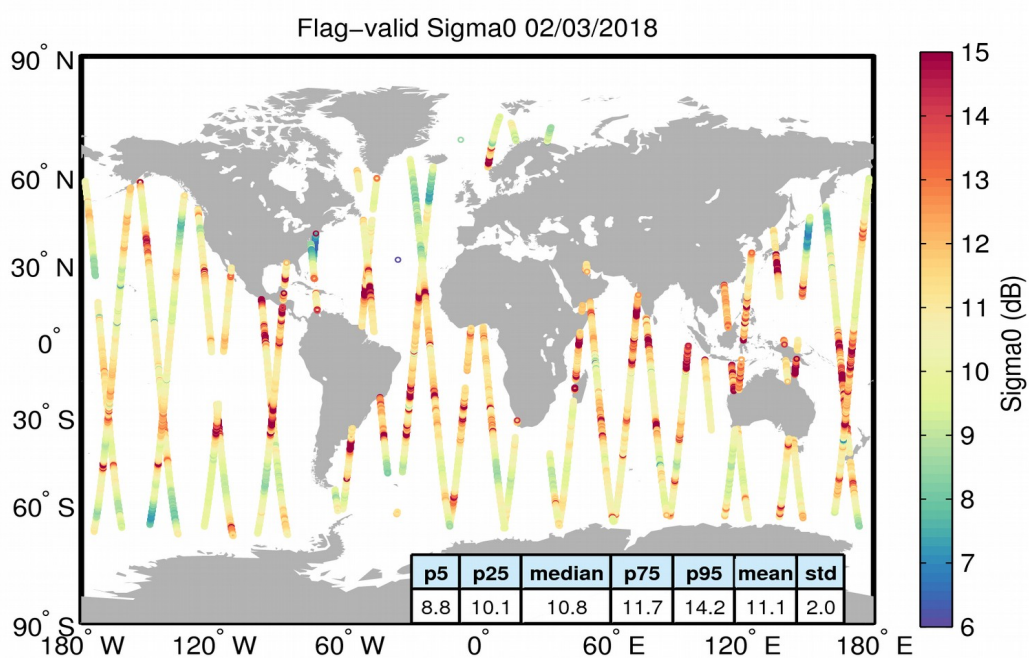 Flag-valid Sigma0 02/03/2018
90° N
60° N
30° N
0°
30° S
60° S
90° S
180° W
120° W
60° W
0°
60° E
120° E
180° E
p5 p25 median p75 p95 mean std
8.8 10.1 10.8 11.7 14.2 11.1 2.0
15
14
13
12
11
10
9
8
7
6
Sigma0 (dB)